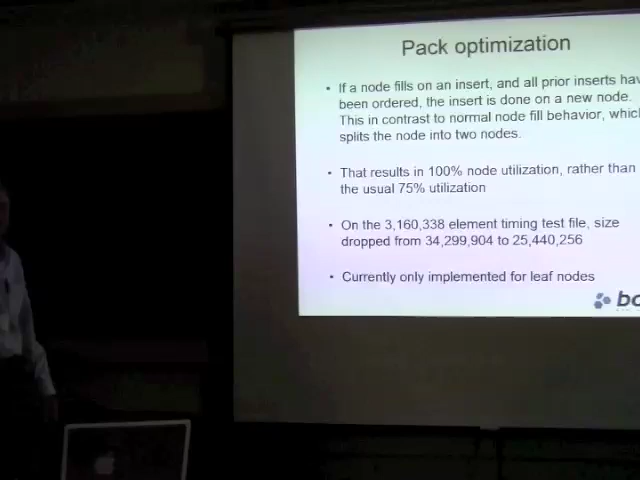 Pack optimization
• If a node fills on an insert, and all prior inserts hav
been ordered, the insert is done on a new node.
This in contrast to normal node fill behavior, which
splits the node into two nodes.
• That results in 100% node utilization, rather than
the usual 75% utilization
• On the 3,160,338 element timing test file, size
dropped from 34,299,904 to 25,440,256
• Currently only implemented for leaf nodes
bo